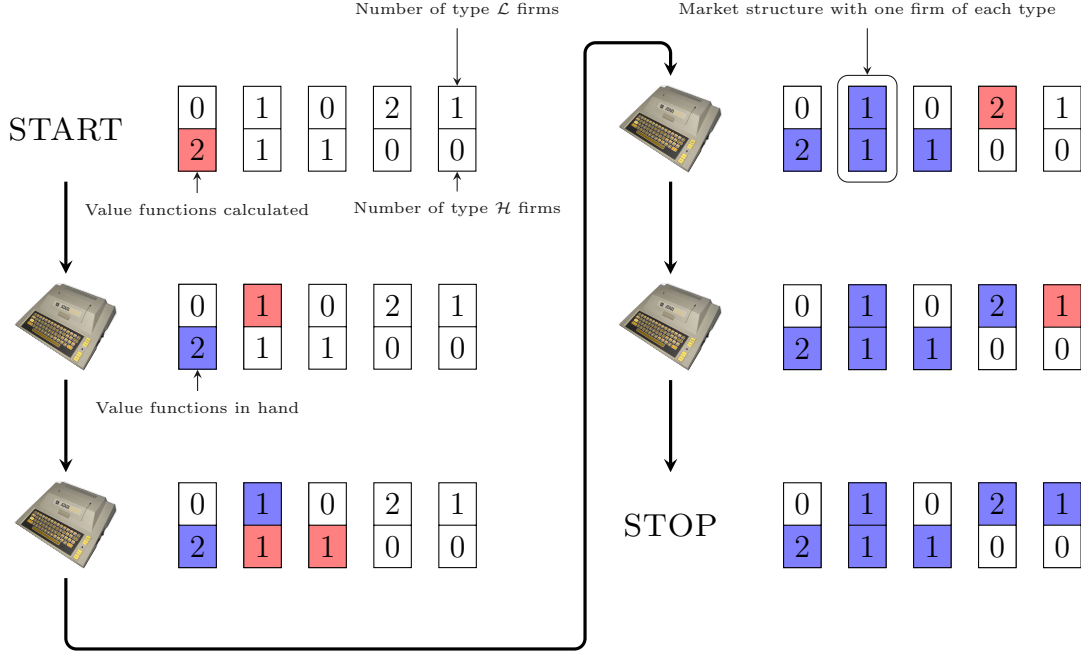 Number of type ℒ firms
0 1 0 2 1
START
2 1 1 0 0
Value functions calculated
Number of type ℋ firms
0 1 0 2 1
2 1 1 0 0
Value functions in hand
0 1 0 2 1
2 1 1 0 0
Market structure with one firm of each type
0 1 0 2 1
2 1 1 0 0
0 1 0 2 1
2 1 1 0 0
0 1 0 2 1
STOP
2 1 1 0 0